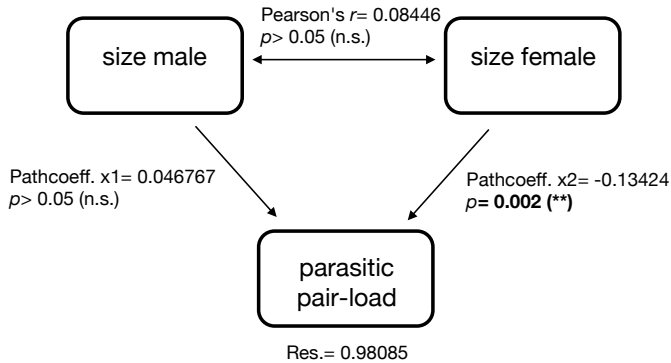 Pearson's r= 0.08446
p> 0.05 (n.s.)
size male
size female
Pathcoeff. x1= 0.046767
p> 0.05 (n.s.)
Pathcoeff. x2= -0.13424
p= 0.002 (**)
parasitic
pair-load
Res.= 0.98085